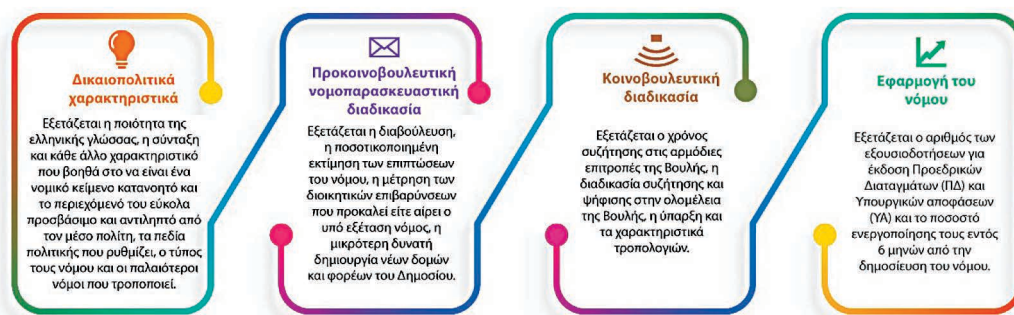 Δικαιοπολιτικά
χαρακτηριστικά
Εξετάζεται η ποιότητα της
ελληνικής γλώσσας, η σύνταξη
και κάθε άλλο χαρακτηριστικό
που βοηθά στο να είναι ένα
νομικό κείμενο κατανοητό και
το περιεχόμενό του εύκολα
προσβάσιμο και αντιληπτό από
τον μέσο πολίτη, τα πεδία
πολιτικής που ρυθμίζει, ο τύπος
τους νόμου και οι παλαιότεροι
νόμοι που τροποποιεί.
Προκοινοβουλευτική
νομοπαρασκευαστική
διαδικασία
Εξετάζεται η διαβούλευση,
η ποσοτικοποιημένη
εκτίμηση των επιπτώσεων
του νόμου, η μέτρηση των
διοικητικών επιβαρύνσεων
που προκαλεί είτε αίρει ο
υπό εξέταση νόμος, η
μικρότερη δυνατή
δημιουργία νέων δομών
και φορέων του Δημοσίου.
Κοινοβουλευτική
διαδικασία
Εξετάζεται ο χρόνος
συζήτησης στις αρμόδιες
επιτροπές της Βουλής, η
διαδικασία συζήτησης και
ψήφισης στην ολομέλεια
της Βουλής, η ύπαρξη και
τα χαρακτηριστικά
τροπολογιών.
Εφαρμογή του
νόμου
Εξετάζεται ο αριθμός των
εξουσιοδοτήσεων για
έκδοση Προεδρικών
Διαταγμάτων (ΠΔ) και
Υπουργικών αποφάσεων
(ΥΑ) και το ποσοστό
ενεργοποίησης τους εντός
6 μηνών από την
δημοσίευση του νόμου.